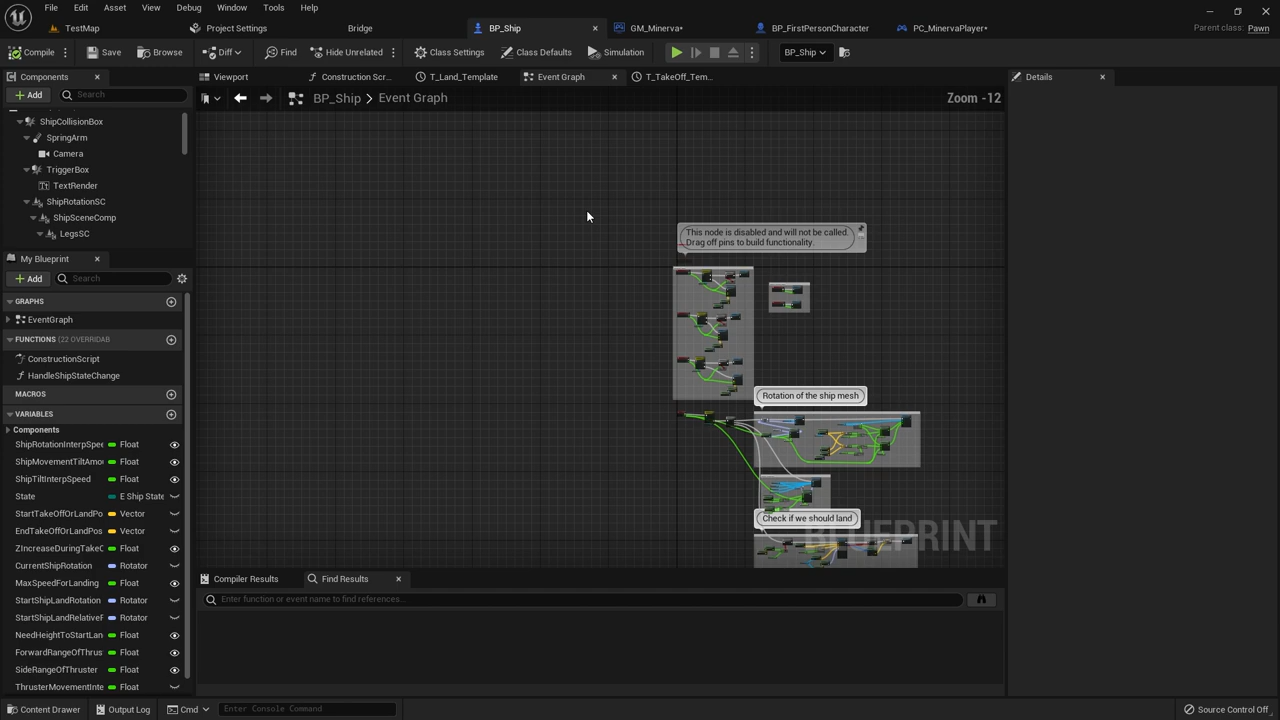 File Edit Asset View Debug Window Tools Help
TestMap Project Settings Bridge BP_Ship GM_Minerva* BP_FirstPersonCharacter PC_MinervaPlayer* Parent class: Pawn
Compile Save Browse Diff Find Hide Unrelated Class Settings Class Defaults Simulation BP_Ship
Components Viewport Construction Scr... T_Land_Template Event Graph T_TakeOff_Tem... Details
Add Search
BP_Ship > Event Graph Zoom -12
ShipCollisionBox
SpringArm
Camera
TriggerBox
TextRender
ShipRotationSC
ShipSceneComp
LegsSC
This node is disabled and will not be called.
Drag off pins to build functionality.
My Blueprint
Add Search
GRAPHS
EventGraph
FUNCTIONS (22 OVERRIDAB
ConstructionScript
HandleShipStateChange
MACROS
VARIABLES
Components
ShipRotationInterpSpee Float
ShipMovementTiltAmo Float
ShipTiltInterpSpeed Float
State E Ship State
StartTakeOffOrLandPo Vector
EndTakeOffOrLandPos Vector
ZIncreaseDuringTakeO Float
CurrentShipRotation Rotator
MaxSpeedForLanding Float
StartShipLandRotation Rotator
StartShipLandRelativeR Rotator
NeedHeightToStartLan Float
ForwardRangeOfThrus Float
SideRangeOfThruster Float
ThrusterMovementInte Float
Rotation of the ship mesh
Check if we should land
BLUEPRINT
Compiler Results Find Results
Enter function or event name to find references...
Content Drawer Output Log Cmd Enter Console Command Source Control Off